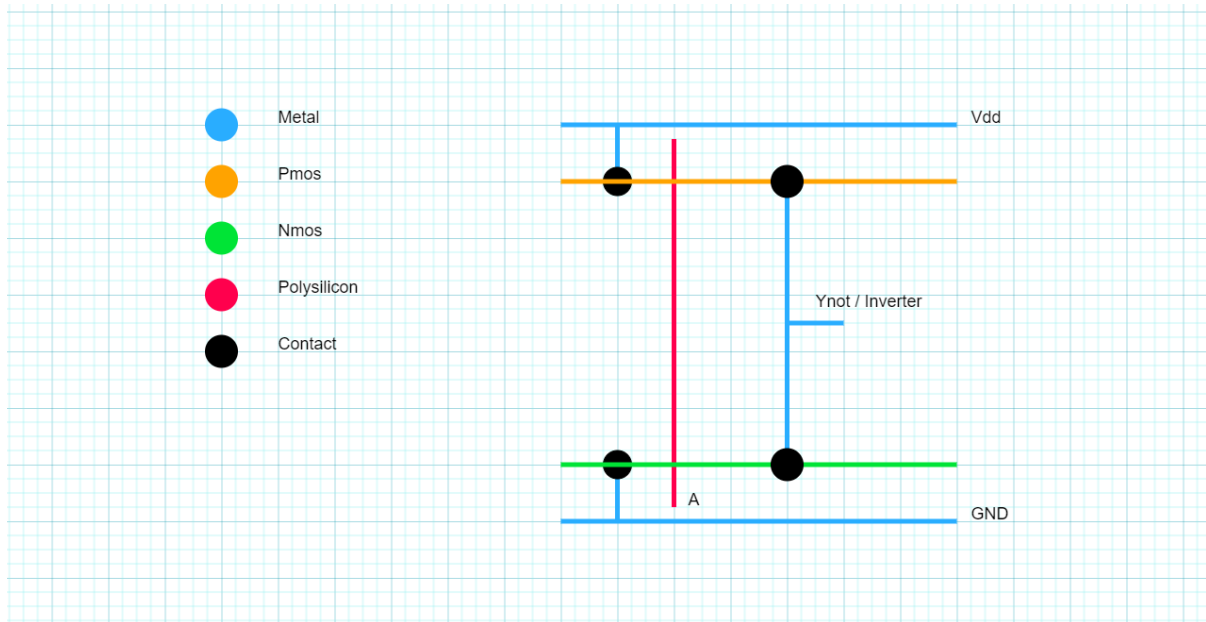 Metal
Pmos
Nmos
Polysilicon
Contact
Vdd
Ynot / Inverter
A
GND